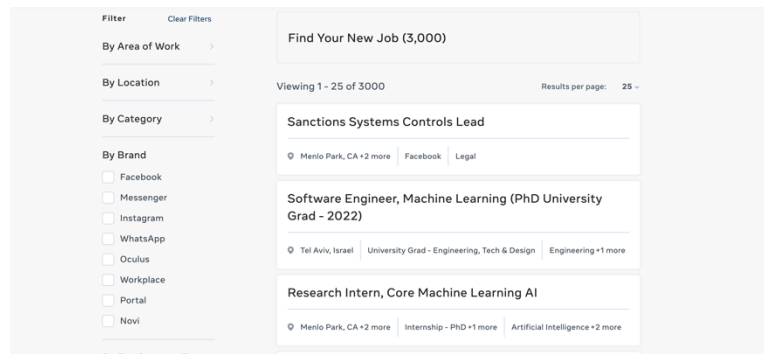 Filter
Clear Filters
By Area of Work
By Location
By Category
By Brand
Facebook
Messenger
Instagram
WhatsApp
Oculus
Workplace
Portal
Novi
Find Your New Job (3,000)
Viewing 1 - 25 of 3000
Results per page: 25
Sanctions Systems Controls Lead
Menlo Park, CA +2 more Facebook Legal
Software Engineer, Machine Learning (PhD University
Grad - 2022)
Tel Aviv, Israel University Grad - Engineering, Tech & Design Engineering +1 more
Research Intern, Core Machine Learning AI
Menlo Park, CA +2 more Internship - PhD +1 more Artificial Intelligence +2 more